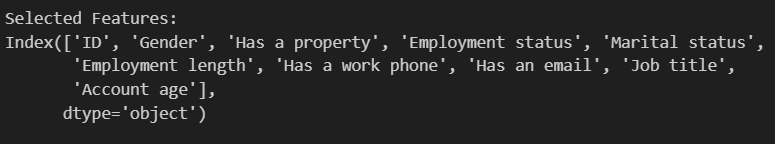 Selected Features:
Index(['ID', 'Gender', 'Has a property', 'Employment status', 'Marital status',
'Employment length', 'Has a work phone', 'Has an email', 'Job title',
'Account age'],
dtype='object')